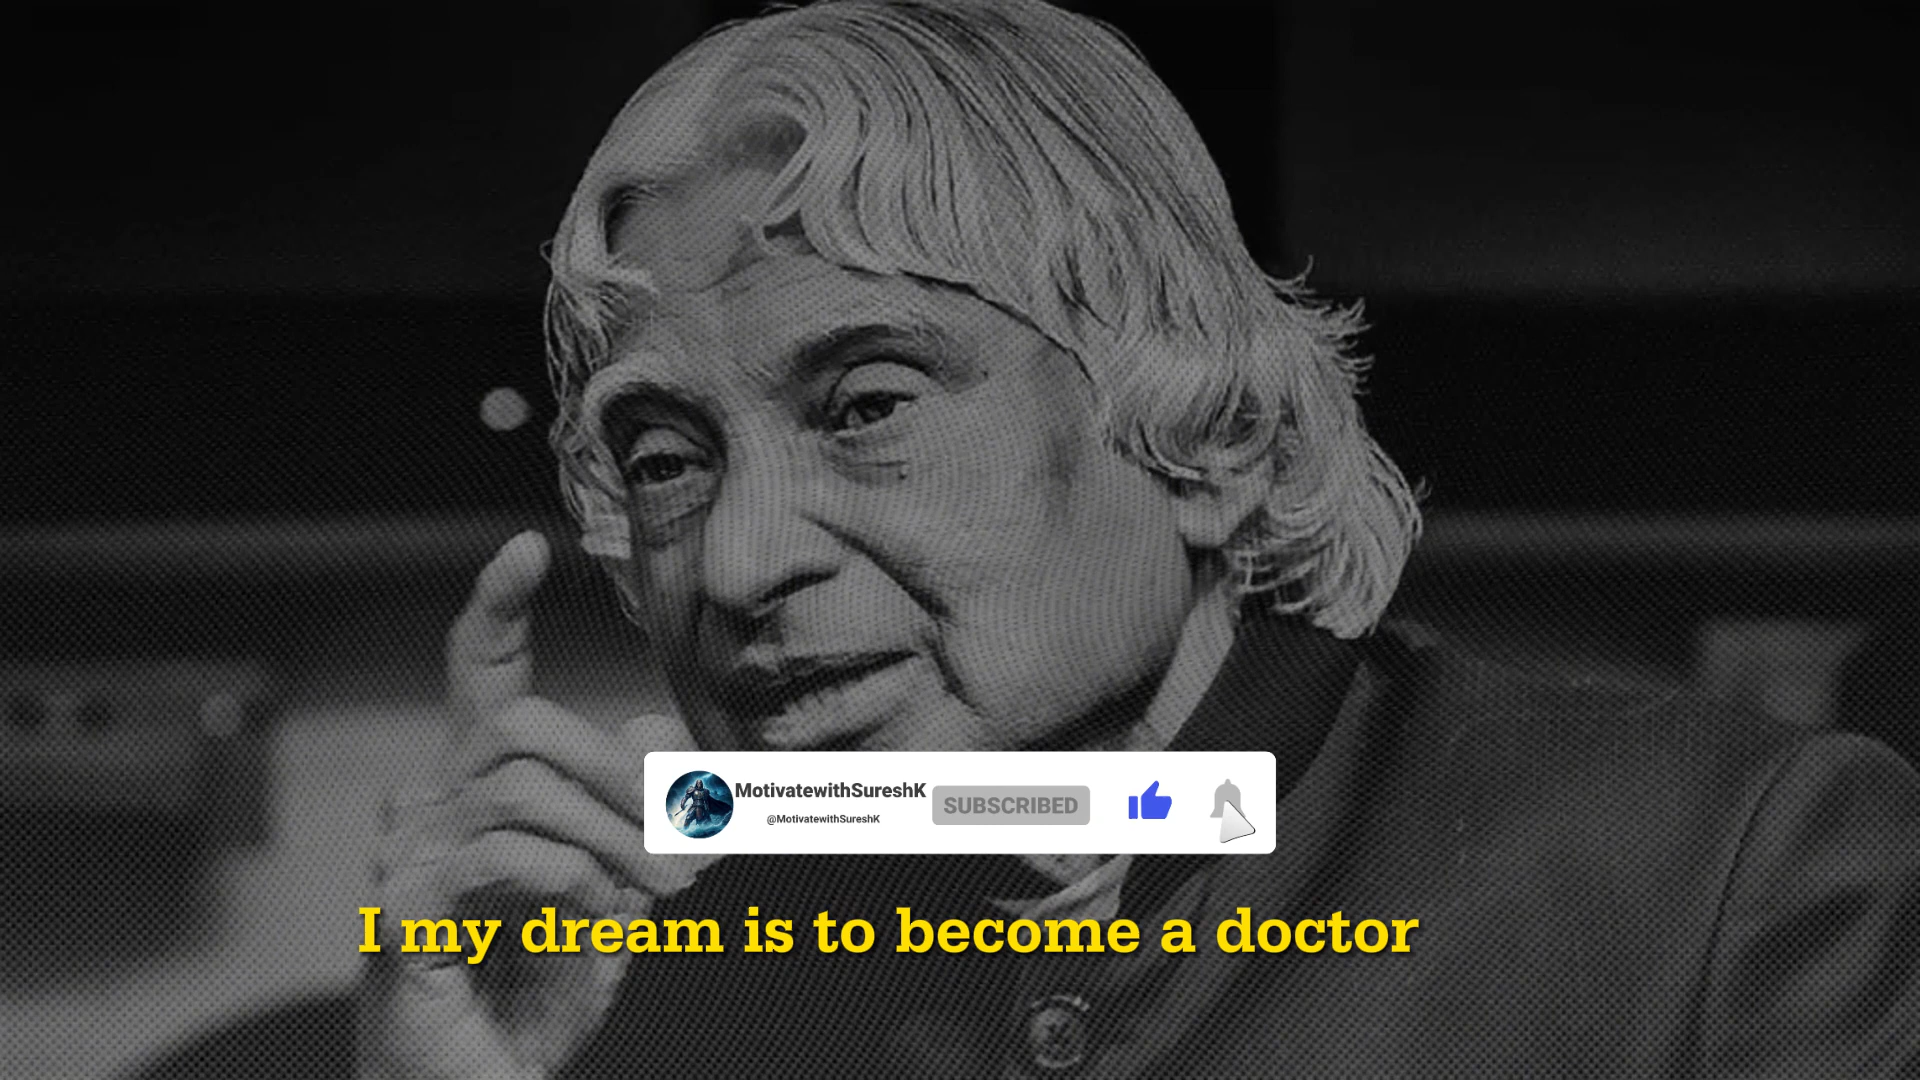 MotivatewithSureshK
@MotivatewithSureshK
SUBSCRIBED
I my dream is to become a doctor